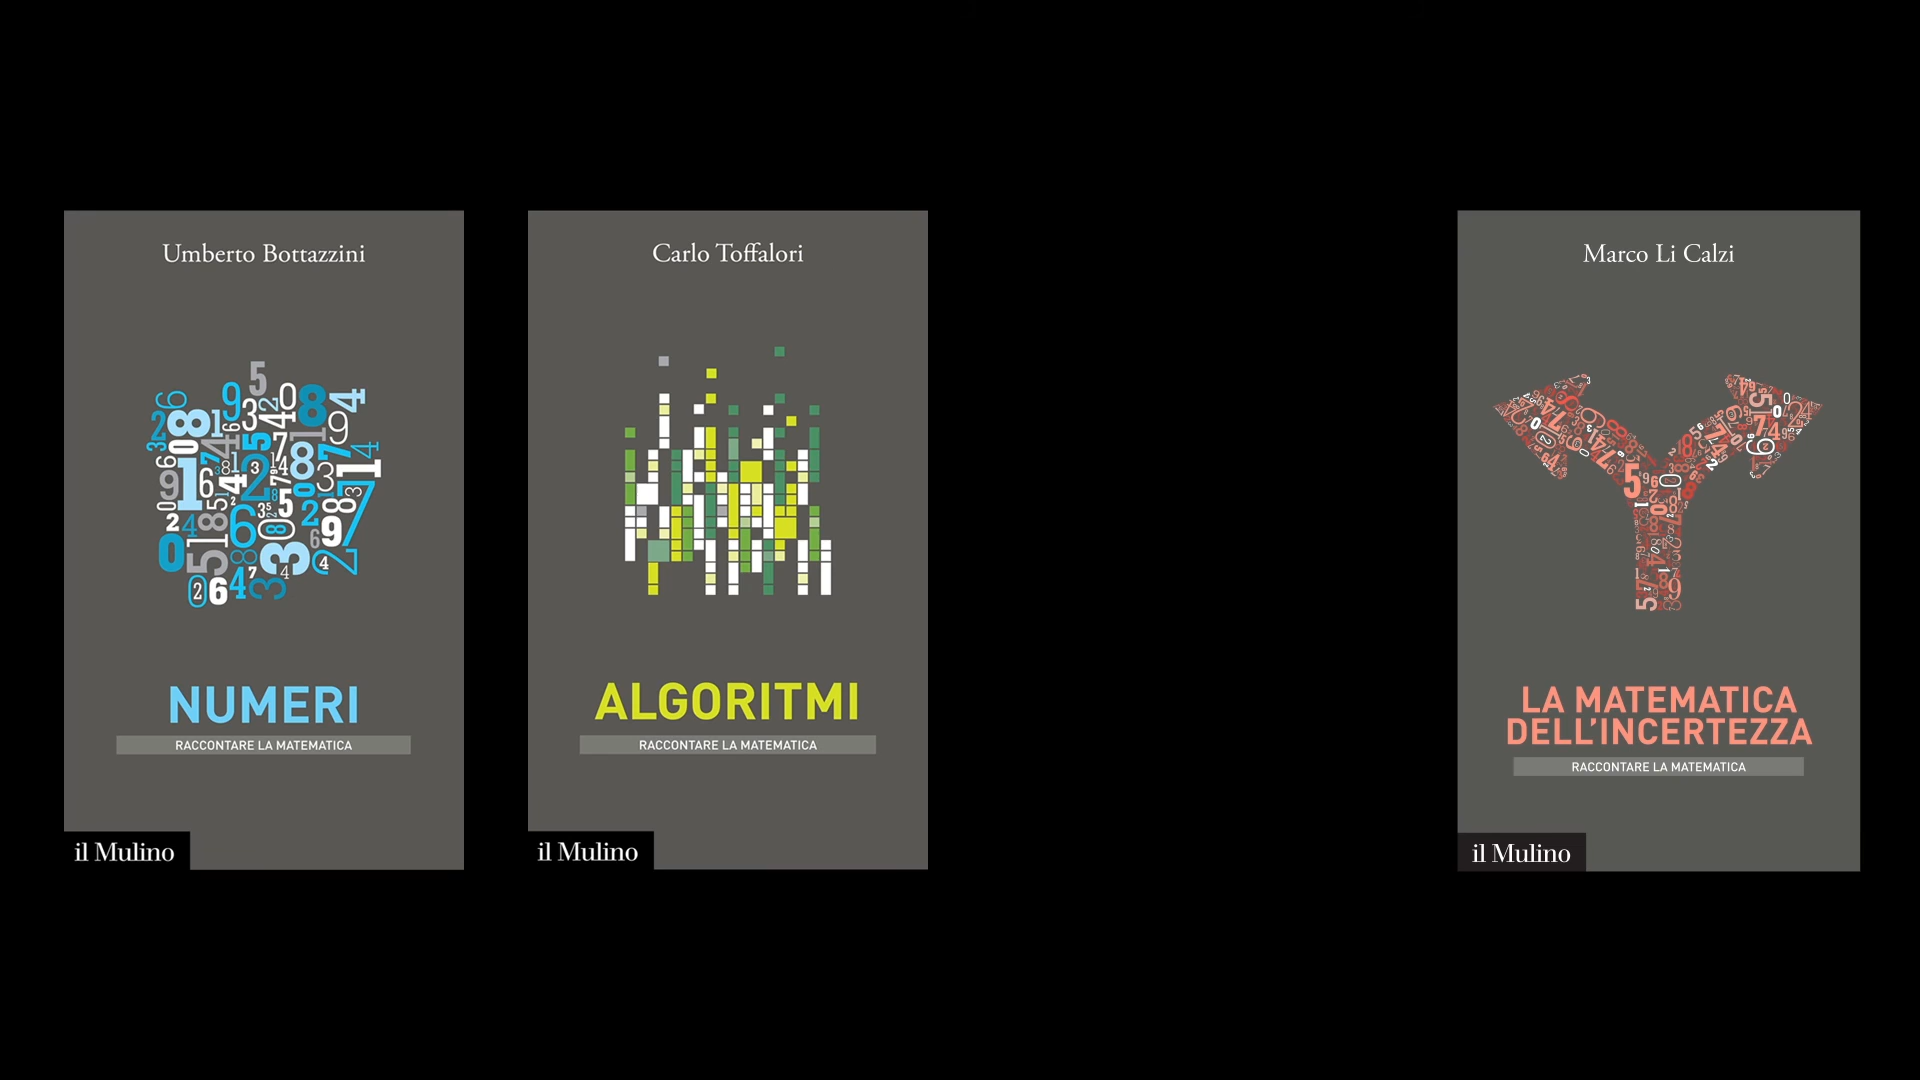 Umberto Bottazzini
NUMERI
RACCONTARE LA MATEMATICA
il Mulino
Carlo Toffalori
ALGORITMI
RACCONTARE LA MATEMATICA
il Mulino
Marco Li Calzi
LA MATEMATICA
DELL'INCERTEZZA
RACCONTARE LA MATEMATICA
il Mulino